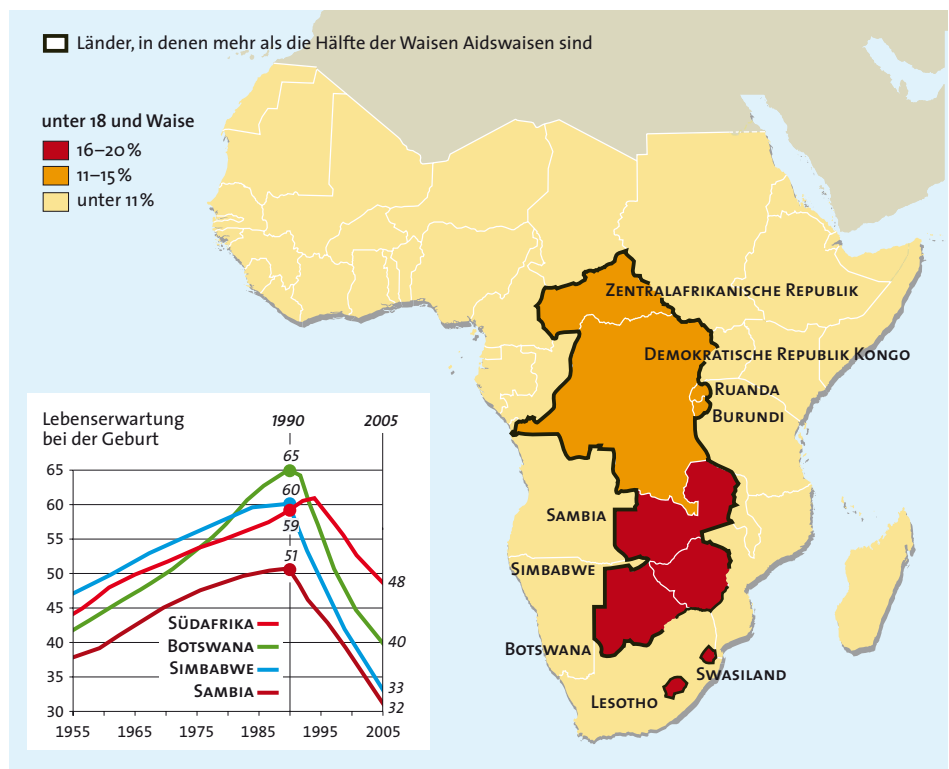 Länder, in denen mehr als die Hälfte der Waisen Aidswaisen sind
unter 18 und Waise
16–20 %
11–15 %
unter 11 %
Zentralafrikanische Republik
Demokratische Republik Kongo
Ruanda
Burundi
Sambia
Simbabwe
Botswana
Swasiland
Lesotho
Lebenserwartung
bei der Geburt
1990
2005
65
60
55
50
45
40
35
30
65
60
59
51
48
40
33
32
Südafrika
Botswana
Simbabwe
Sambia
1955
1965
1975
1985
1995
2005